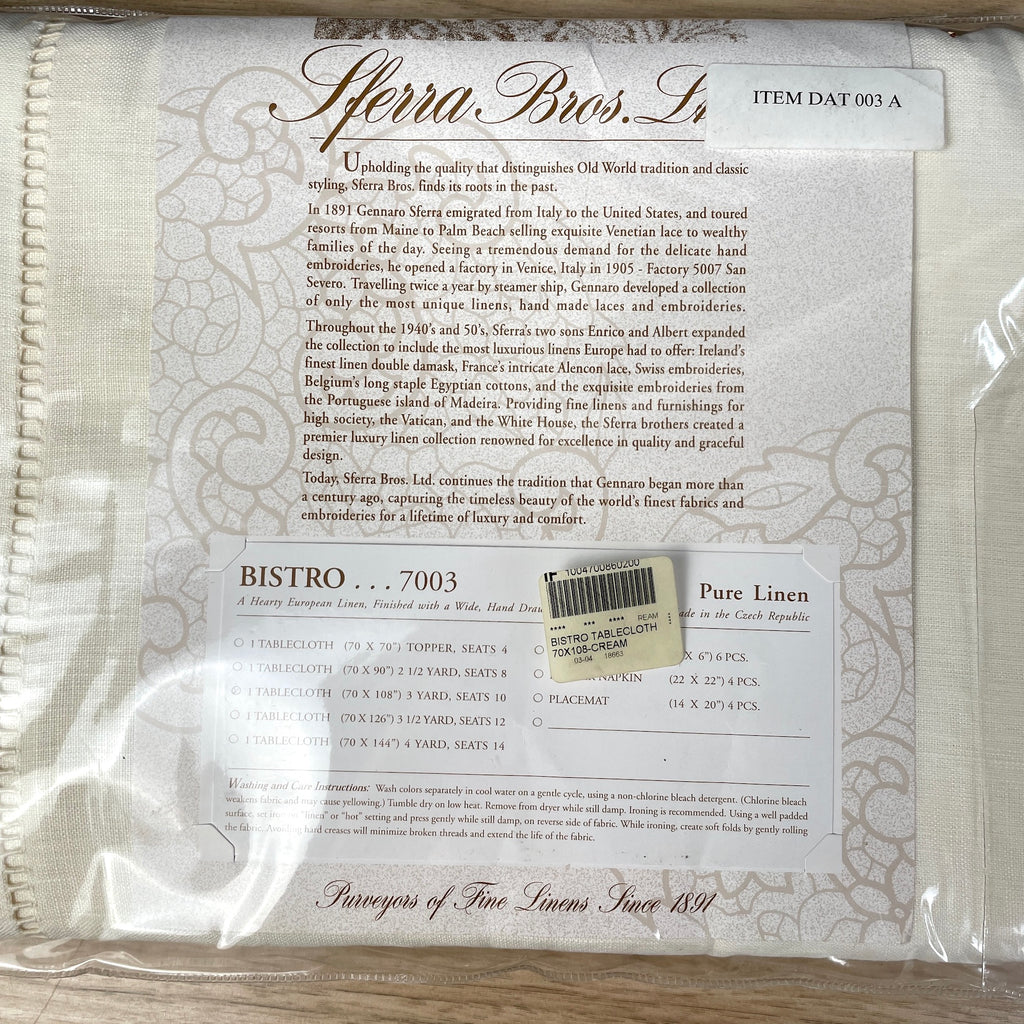 Sferra Bros. Lt
ITEM DAT 003 A
Upholding the quality that distinguishes Old World tradition and classic
styling, Sferra Bros. finds its roots in the past.
In 1891 Gennaro Sferra emigrated from Italy to the United States, and toured
resorts from Maine to Palm Beach selling exquisite Venetian lace to wealthy
families of the day. Seeing a tremendous demand for the delicate hand
embroideries, he opened a factory in Venice, Italy in 1905 - Factory 5007 San
Severo. Travelling twice a year by steamer ship, Gennaro developed a collection
of only the most unique linens, hand made laces and embroideries.
Throughout the 1940's and 50's, Sferra's two sons Enrico and Albert expanded
the collection to include the most luxurious linens Europe had to offer: Ireland's
finest linen double damask, France's intricate Alencon lace, Swiss embroideries,
Belgium's long staple Egyptian cottons, and the exquisite embroideries from
the Portuguese island of Madeira. Providing fine linens and furnishings for
high society, the Vatican, and the White House, the Sferra brothers created a
premier luxury linen collection renowned for excellence in quality and graceful
design.
Today, Sferra Bros. Ltd. continues the tradition that Gennaro began more than
a century ago, capturing the timeless beauty of the world's finest fabrics and
embroideries for a lifetime of luxury and comfort.
BISTRO . . . 7003
Pure Linen
A Hearty European Linen, Finished with a Wide, Hand Drau
ade in the Czech Republic
1004700860200
**** *** **** REAM
BISTRO TABLECLOTH
70X108-CREAM
03-04 18663
1 TABLECLOTH (70 X 70") TOPPER, SEATS 4
1 TABLECLOTH (70 X 90") 2 1/2 YARD, SEATS 8
1 TABLECLOTH (70 X 108") 3 YARD, SEATS 10
1 TABLECLOTH (70 X 126") 3 1/2 YARD, SEATS 12
1 TABLECLOTH (70 X 144") 4 YARD, SEATS 14
X 6") 6 PCS.
NAPKIN (22 X 22") 4 PCS.
PLACEMAT (14 X 20") 4 PCS.
Washing and Care Instructions: Wash colors separately in cool water on a gentle cycle, using a non-chlorine bleach detergent. (Chlorine bleach
weakens fabric and may cause yellowing.) Tumble dry on low heat. Remove from dryer while still damp. Ironing is recommended. Using a well padded
surface, set iron on "linen" or "hot" setting and press gently while still damp, on reverse side of fabric. While ironing, create soft folds by gently rolling
the fabric. Avoiding hard creases will minimize broken threads and extend the life of the fabric.
Purveyors of Fine Linens Since 1891